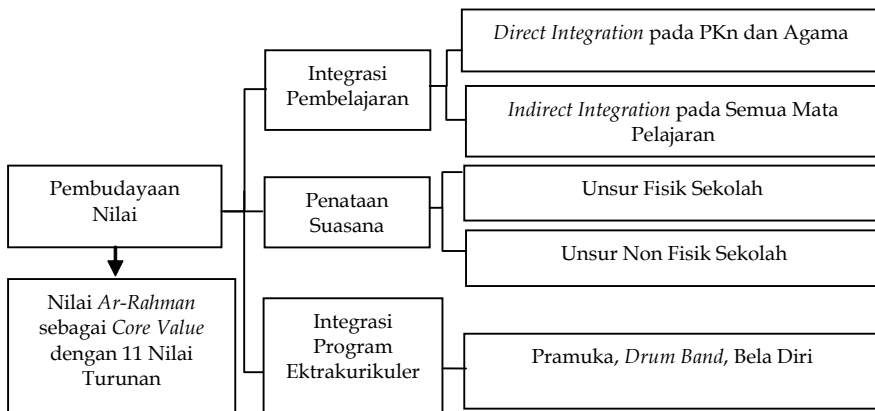 Pembudayaan
Nilai
Nilai Ar-Rahman
sebagai Core Value
dengan 11 Nilai
Turunan
Integrasi
Pembelajaran
Direct Integration pada PKn dan Agama
Indirect Integration pada Semua Mata
Pelajaran
Penataan
Suasana
Unsur Fisik Sekolah
Unsur Non Fisik Sekolah
Integrasi
Program
Ektrakurikuler
Pramuka, Drum Band, Bela Diri